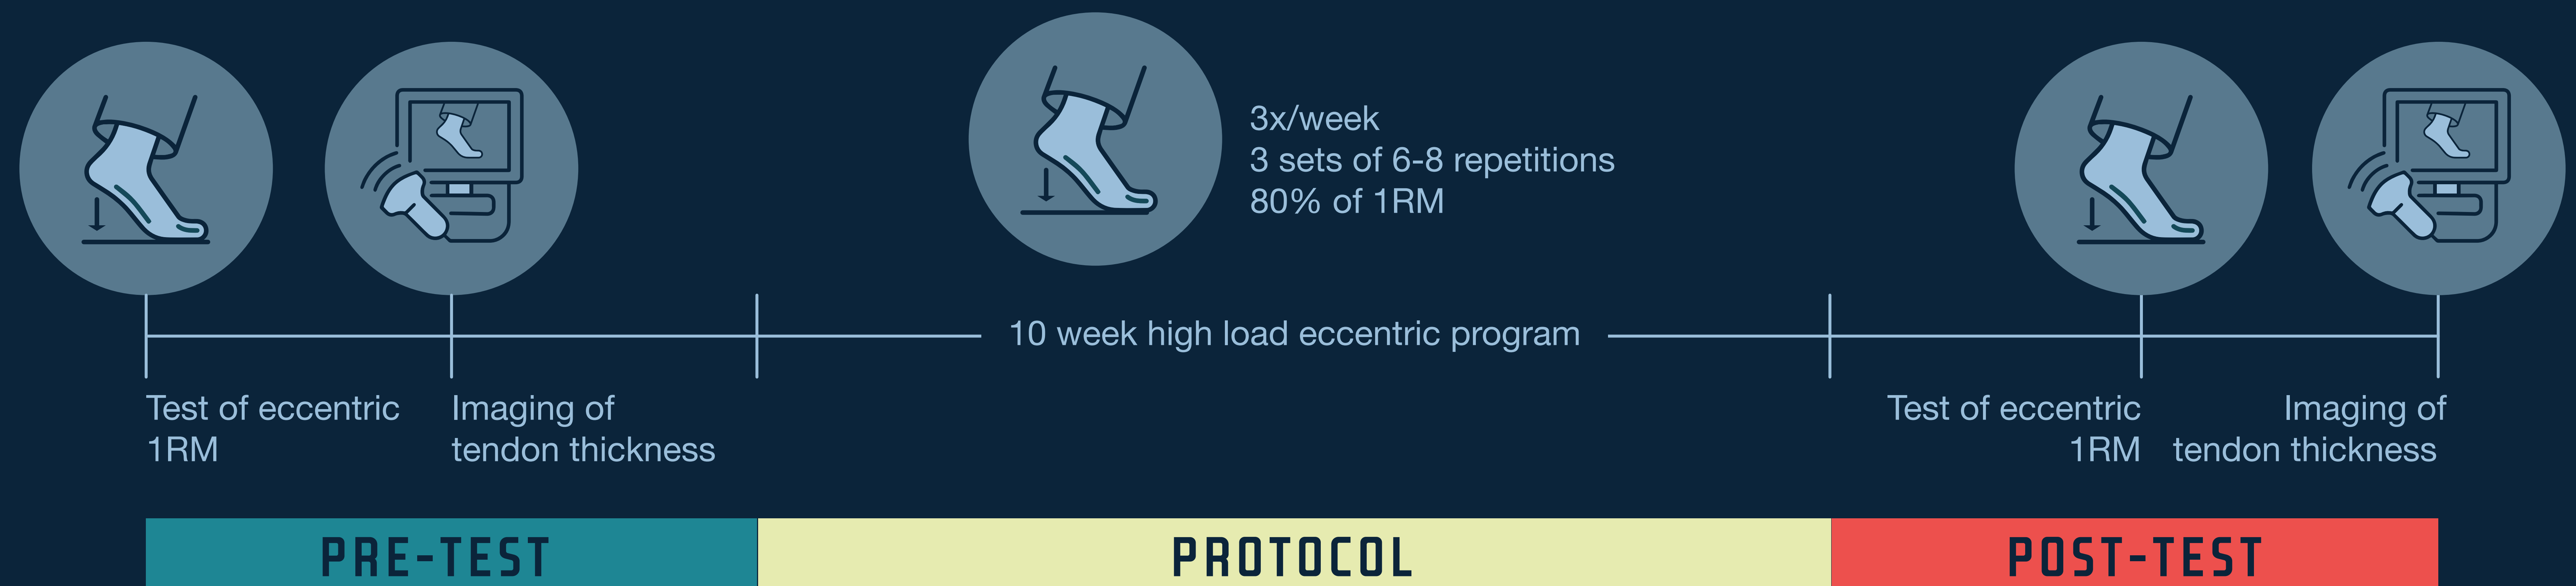 3x/week
3 sets of 6-8 repetitions
80% of 1RM
10 week high load eccentric program
Test of eccentric
1RM
Imaging of
tendon thickness
Test of eccentric
1RM
Imaging of
tendon thickness
PRE-TEST
PROTOCOL
POST-TEST